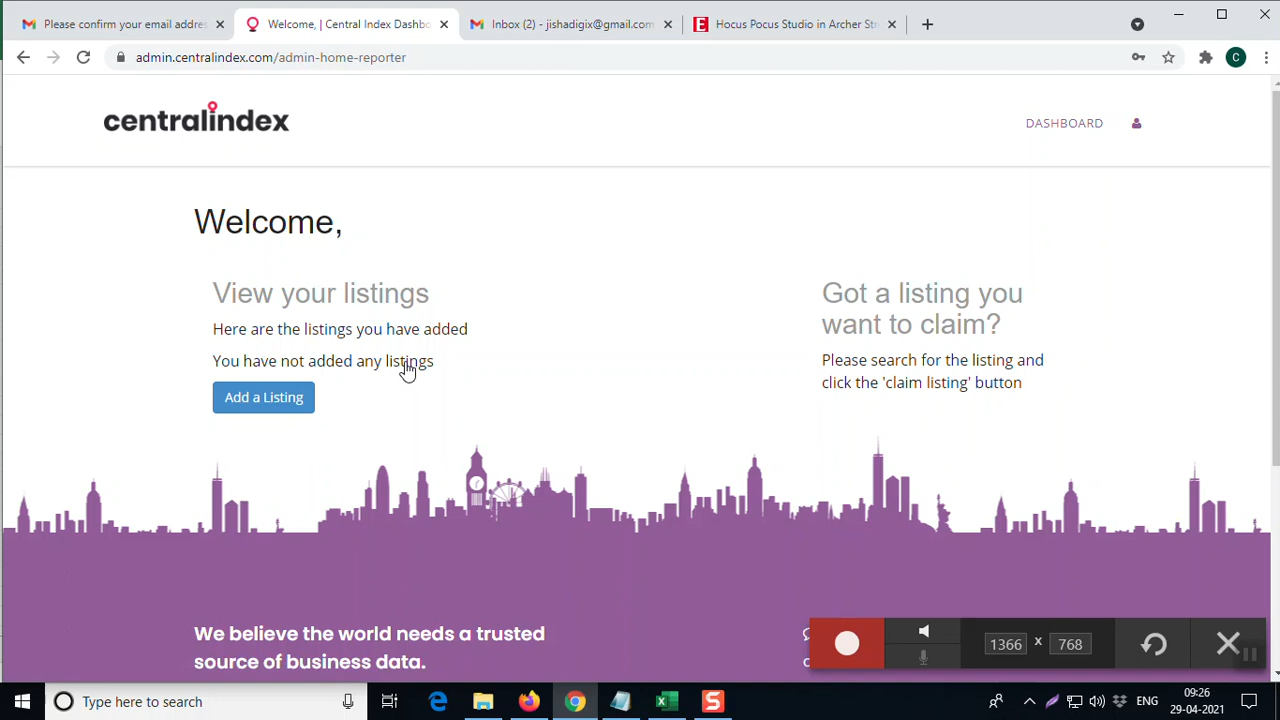 Please confirm your email addre
Welcome, | Central Index Dashbo
Inbox (2) - jishadigix@gmail.com
Hocus Pocus Studio in Archer St
admin.centralindex.com/admin-home-reporter
C
centralindex
DASHBOARD
Welcome,
View your listings
Here are the listings you have added
You have not added any listings
Add a Listing
Got a listing you
want to claim?
Please search for the listing and
click the 'claim listing' button
We believe the world needs a trusted
source of business data.
1366 x 768
Type here to search
ENG
09:26
29-04-2021